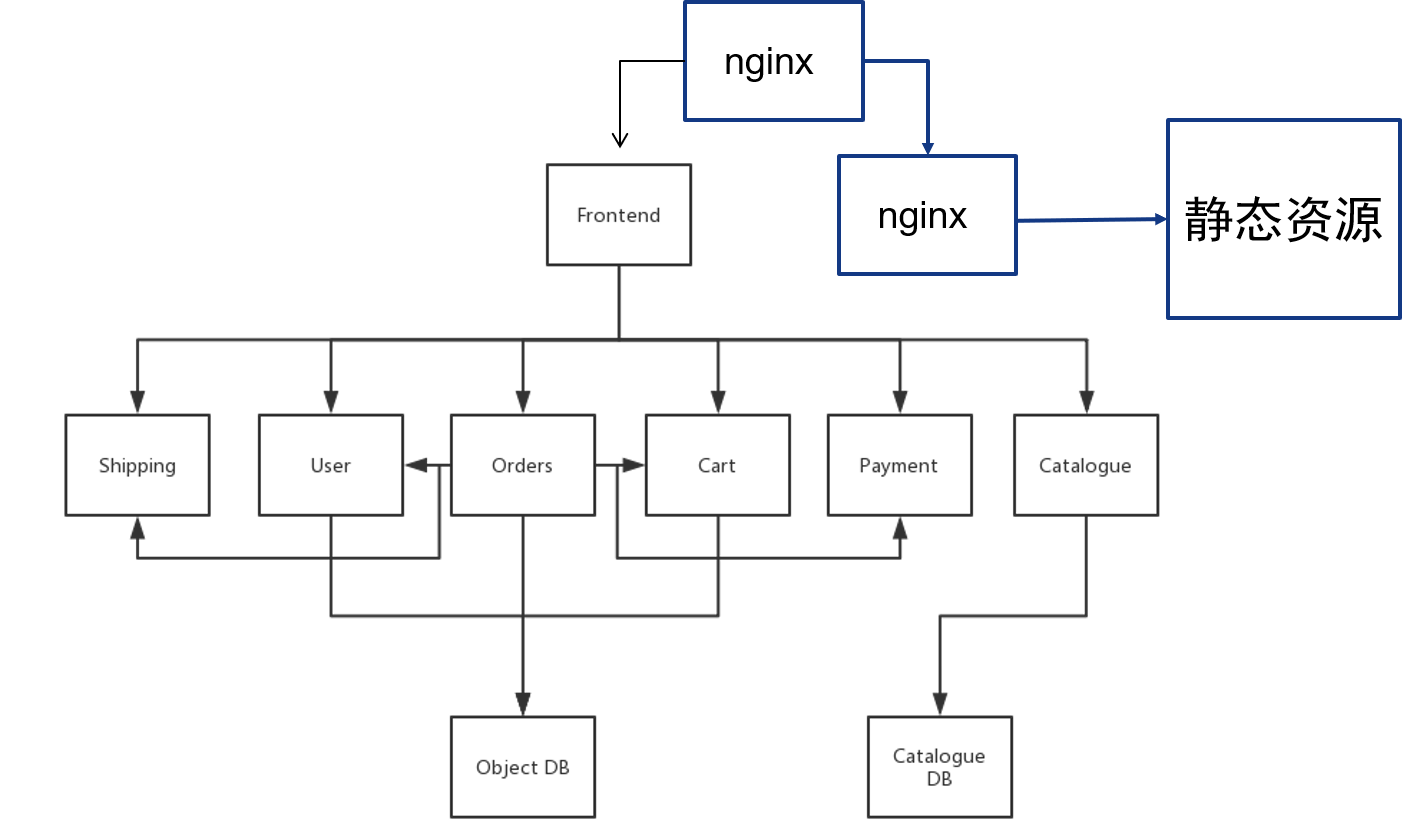 nginx
nginx
静态资源
Frontend
Shipping
User
Orders
Cart
Payment
Catalogue
Object DB
Catalogue
DB